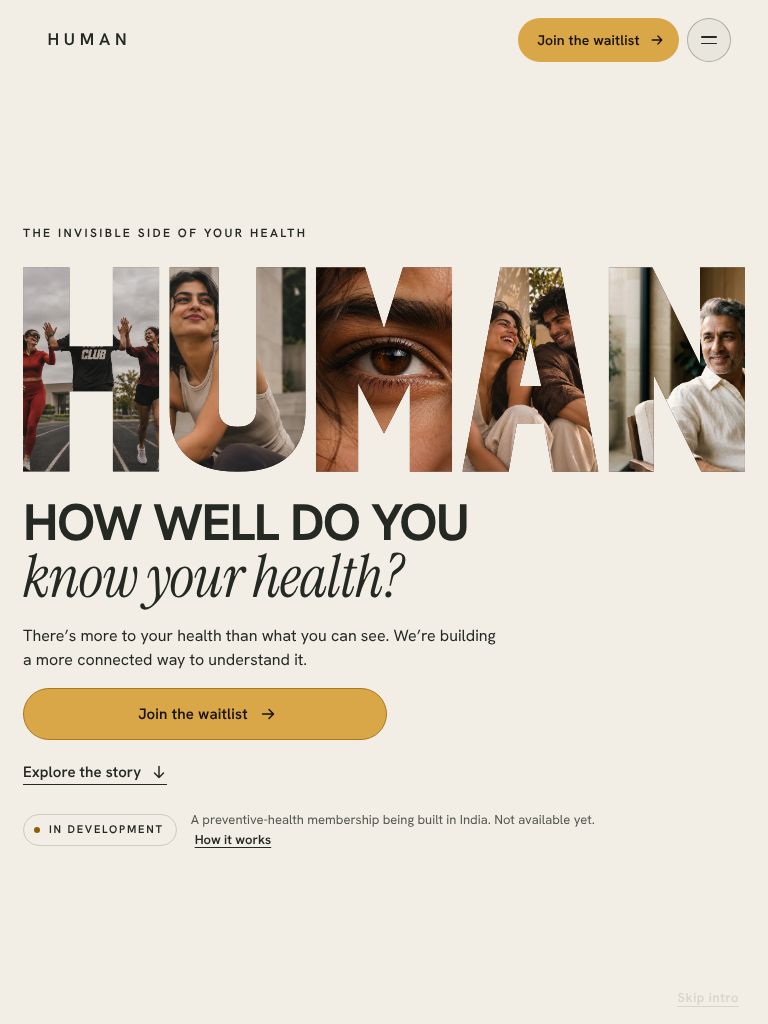 HUMAN
Join the waitlist →
THE INVISIBLE SIDE OF YOUR HEALTH
HUMAN
CLUB
HOW WELL DO YOU
know your health?
There’s more to your health than what you can see. We’re building
a more connected way to understand it.
Join the waitlist →
Explore the story ↓
IN DEVELOPMENT
A preventive-health membership being built in India. Not available yet.
How it works
Skip intro